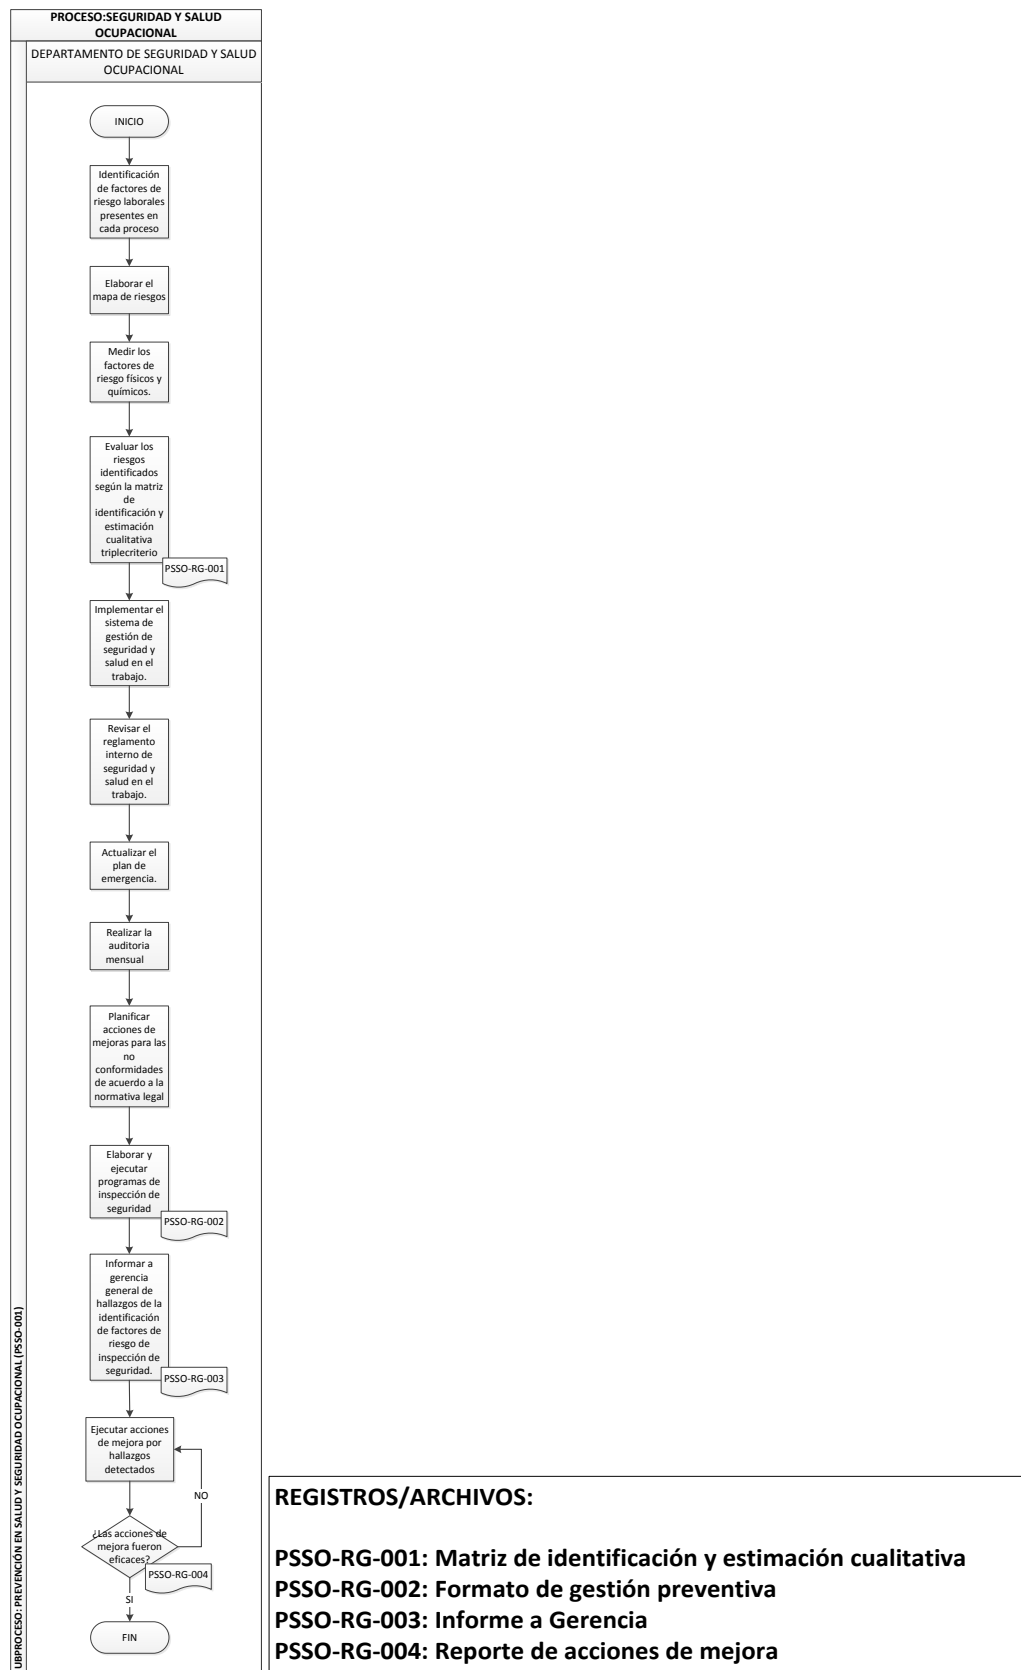 PROCESO:SEGURIDAD Y SALUD
OCUPACIONAL
DEPARTAMENTO DE SEGURIDAD Y SALUD
OCUPACIONAL
INICIO
Identificación
de factores de
riesgo laborales
presentes en
cada proceso
Elaborar el
mapa de riesgos
Medir los
factores de
riesgo físicos y
químicos.
Evaluar los
riesgos
identificados
según la matriz
de
identificación y
estimación
cualitativa
triplecriterio
PSSO-RG-001
Implementar el
sistema de
gestión de
seguridad y
salud en el
trabajo.
Revisar el
reglamento
interno de
seguridad y
salud en el
trabajo.
Actualizar el
plan de
emergencia.
Realizar la
auditoria
mensual
Planificar
acciones de
mejoras para las
no
conformidades
de acuerdo a la
normativa legal
Elaborar y
ejecutar
programas de
inspección de
seguridad
PSSO-RG-002
Informar a
gerencia
general de
hallazgos de la
identificación
de factores de
riesgo de
inspección de
seguridad.
PSSO-RG-003
Ejecutar acciones
de mejora por
hallazgos
detectados
NO
¿Las acciones de
mejora fueron
eficaces?
PSSO-RG-004
SI
FIN
UBPROCESO: PREVENCIÓN EN SALUD Y SEGURIDAD OCUPACIONAL (PSSO-001)
REGISTROS/ARCHIVOS:
PSSO-RG-001: Matriz de identificación y estimación cualitativa
PSSO-RG-002: Formato de gestión preventiva
PSSO-RG-003: Informe a Gerencia
PSSO-RG-004: Reporte de acciones de mejora